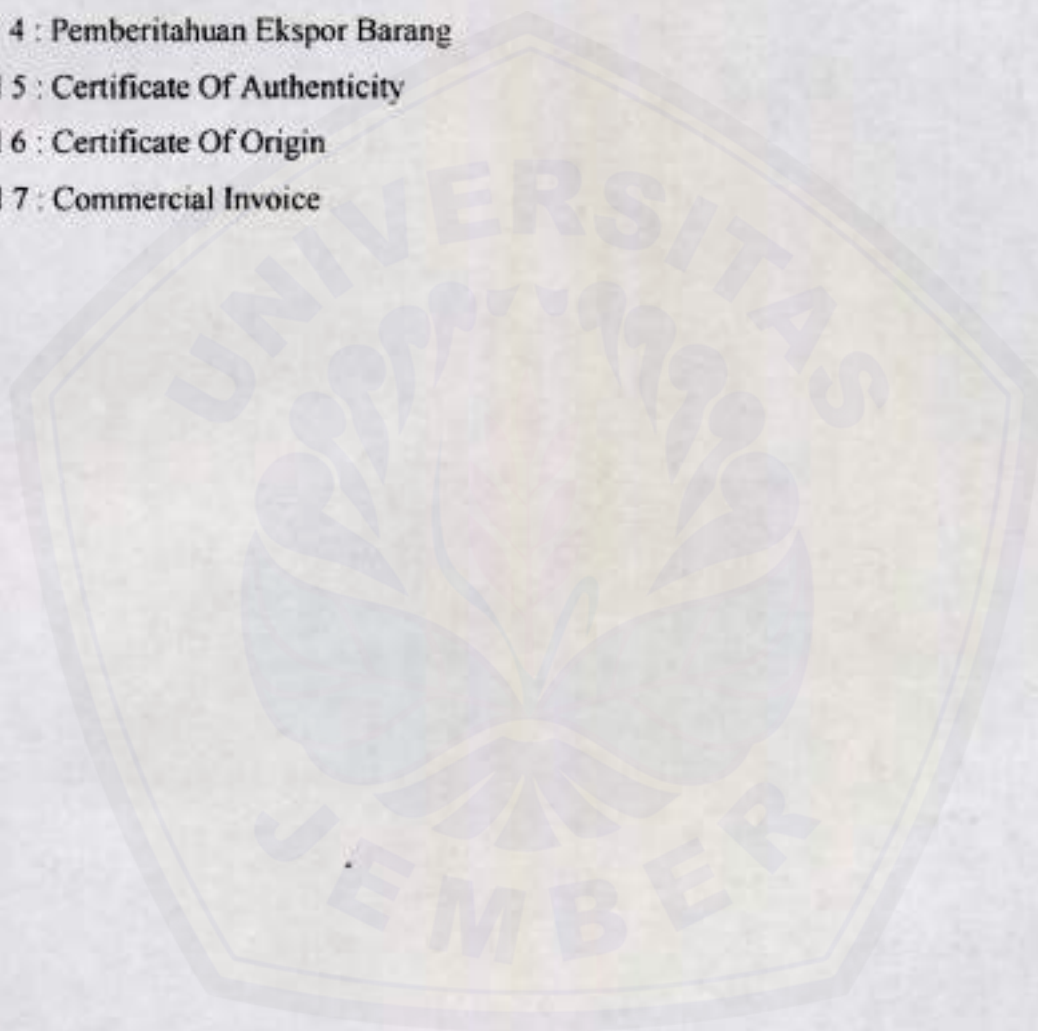 4 : Pemberitahuan Ekspor Barang
5 : Certificate Of Authenticity
6 : Certificate Of Origin
7 : Commercial Invoice
UNIVERSITAS
JEMBER